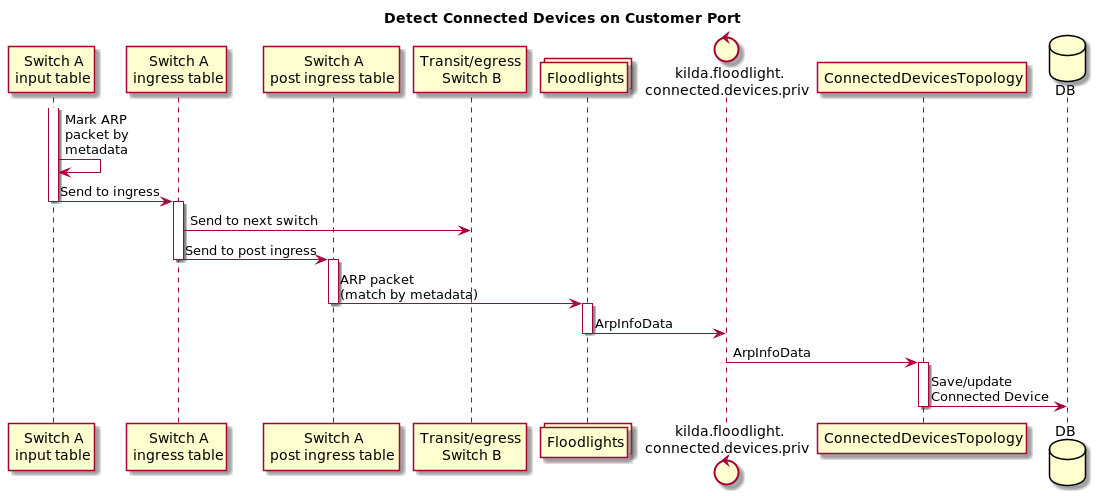 Detect Connected Devices on Customer Port
Switch A
input table
Switch A
ingress table
Switch A
post ingress table
Transit/egress
Switch B
Floodlights
kilda.floodlight.
connected.devices.priv
ConnectedDevicesTopology
DB
Mark ARP
packet by
metadata
Send to ingress
Send to next switch
Send to post ingress
ARP packet
(match by metadata)
ArpInfoData
ArpInfoData
Save/update
Connected Device
Switch A
input table
Switch A
ingress table
Switch A
post ingress table
Transit/egress
Switch B
Floodlights
kilda.floodlight.
connected.devices.priv
ConnectedDevicesTopology
DB